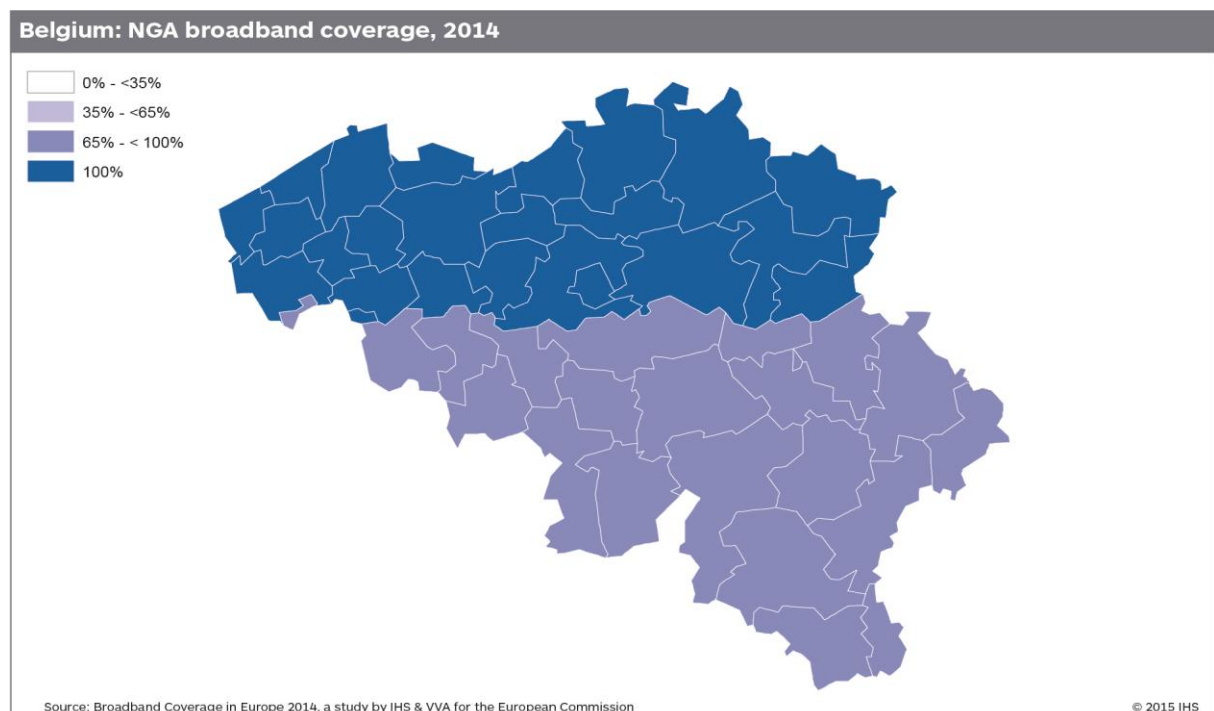 Belgium: NGA broadband coverage, 2014
0% - <35%
35% - <65%
65% - < 100%
100%
Source: Broadband Coverage in Europe 2014, a study by IHS & VVA for the European Commission
© 2015 IHS